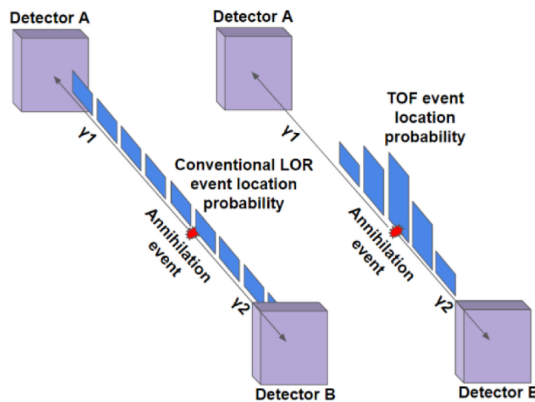 Detector A
γ1
Conventional LOR
event location
probability
Annihilation
event
γ2
Detector B
Detector A
γ1
TOF event
location
probability
Annihilation
event
γ2
Detector B